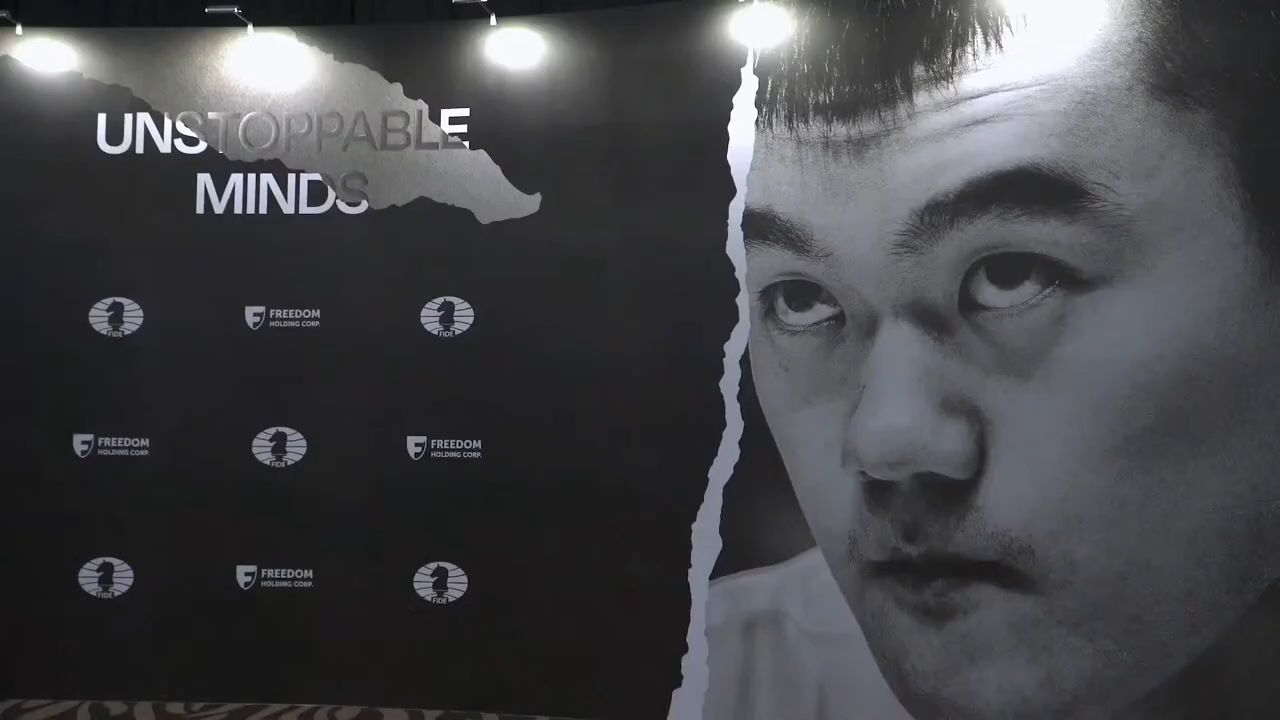 UNSTOPPABLE
MINDS
FIDE
FREEDOM
HOLDING CORP.
FIDE
FREEDOM
HOLDING CORP.
FIDE
FREEDOM
HOLDING CORP.
FIDE
FREEDOM
HOLDING CORP.
FIDE